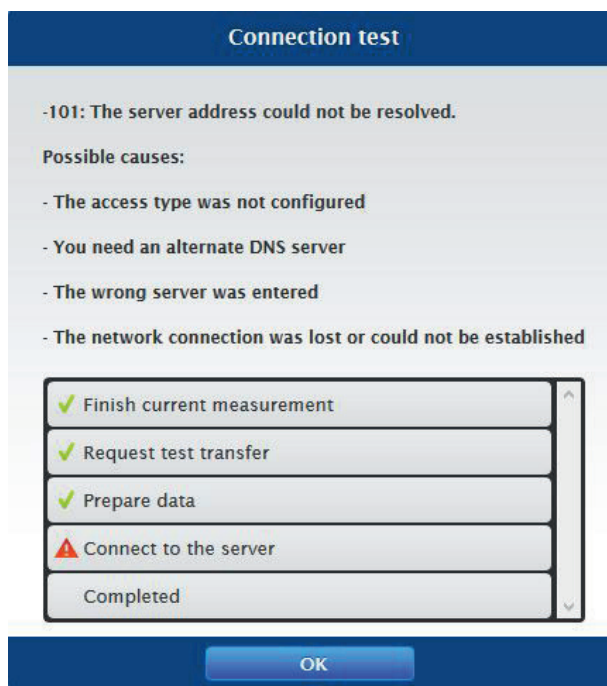 Connection test
-101: The server address could not be resolved.
Possible causes:
- The access type was not configured
- You need an alternate DNS server
- The wrong server was entered
- The network connection was lost or could not be established
Finish current measurement
Request test transfer
Prepare data
Connect to the server
Completed
OK